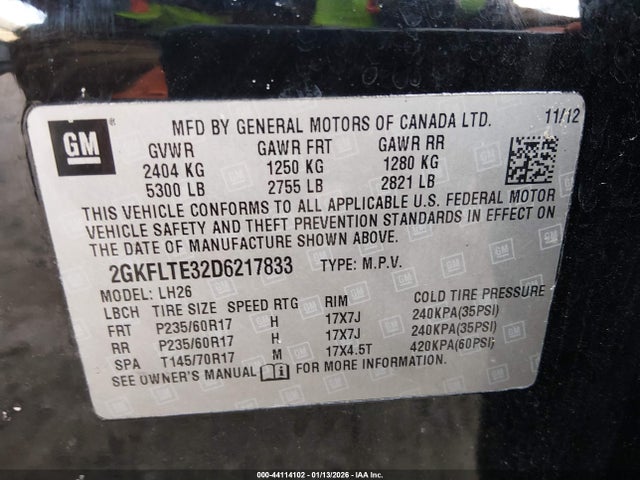 GM
MFD BY GENERAL MOTORS OF CANADA LTD. 11/12
GVWR GAWR FRT GAWR RR
2404 KG 1250 KG 1280 KG
5300 LB 2755 LB 2821 LB
THIS VEHICLE CONFORMS TO ALL APPLICABLE U.S. FEDERAL MOTOR
VEHICLE SAFETY AND THEFT PREVENTION STANDARDS IN EFFECT ON
THE DATE OF MANUFACTURE SHOWN ABOVE.
2GKFLTE32D6217833 TYPE: M.P.V.
MODEL: LH26
LBCH TIRE SIZE SPEED RTG RIM COLD TIRE PRESSURE
FRT P235/60R17 H 17X7J 240KPA(35PSI)
RR P235/60R17 H 17X7J 240KPA(35PSI)
SPA T145/70R17 M 17X4.5T 420KPA(60PSI)
SEE OWNER'S MANUAL FOR MORE INFORMATION.
000-44114102 - 01/13/2026 - IAA Inc.